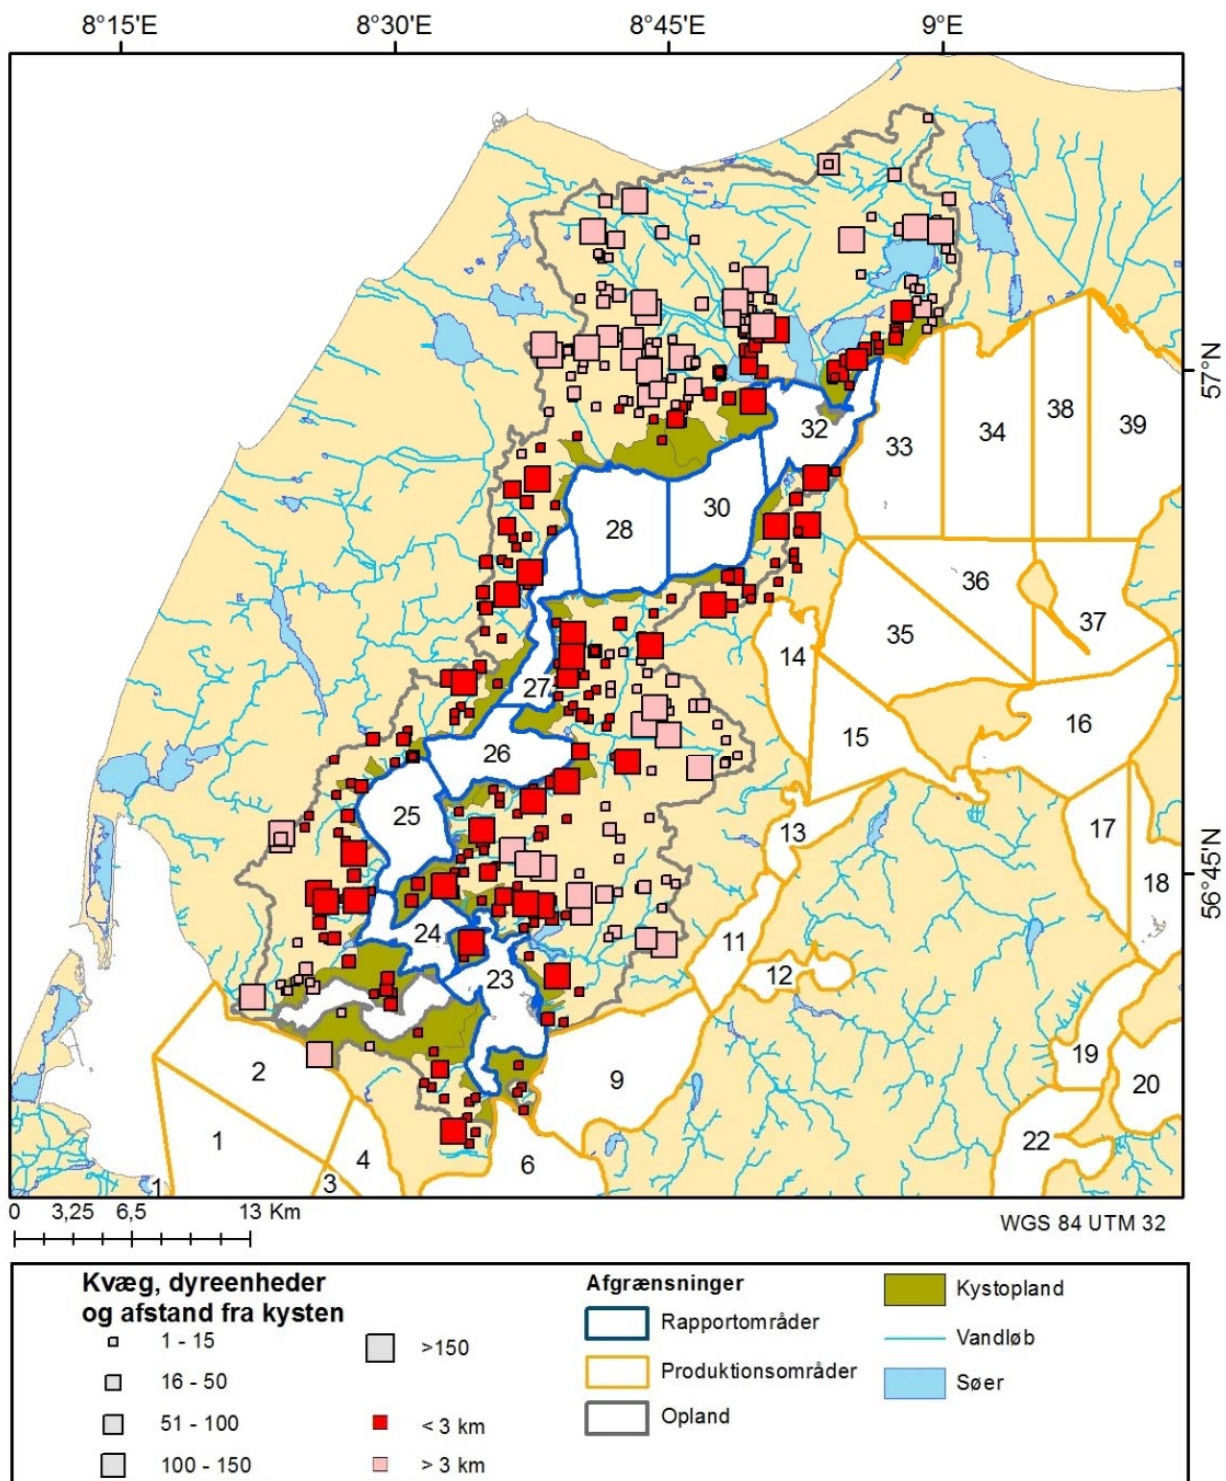 8°15'E 8°30'E 8°45'E 9°E
57°N
32
33
34
38
39
28
30
36
35
37
14
27
15
16
26
25
13
17
56°45'N
18
24
11
12
23
2
9
19
20
1
4
6
22
1
3
0 3,25 6,5 13 Km
WGS 84 UTM 32
Kvæg, dyreenheder
og afstand fra kysten
1 - 15
16 - 50
51 - 100
100 - 150
>150
< 3 km
> 3 km
Afgrænsninger
Rapportområder
Produktionsområder
Opland
Kystopland
Vandløb
Søer